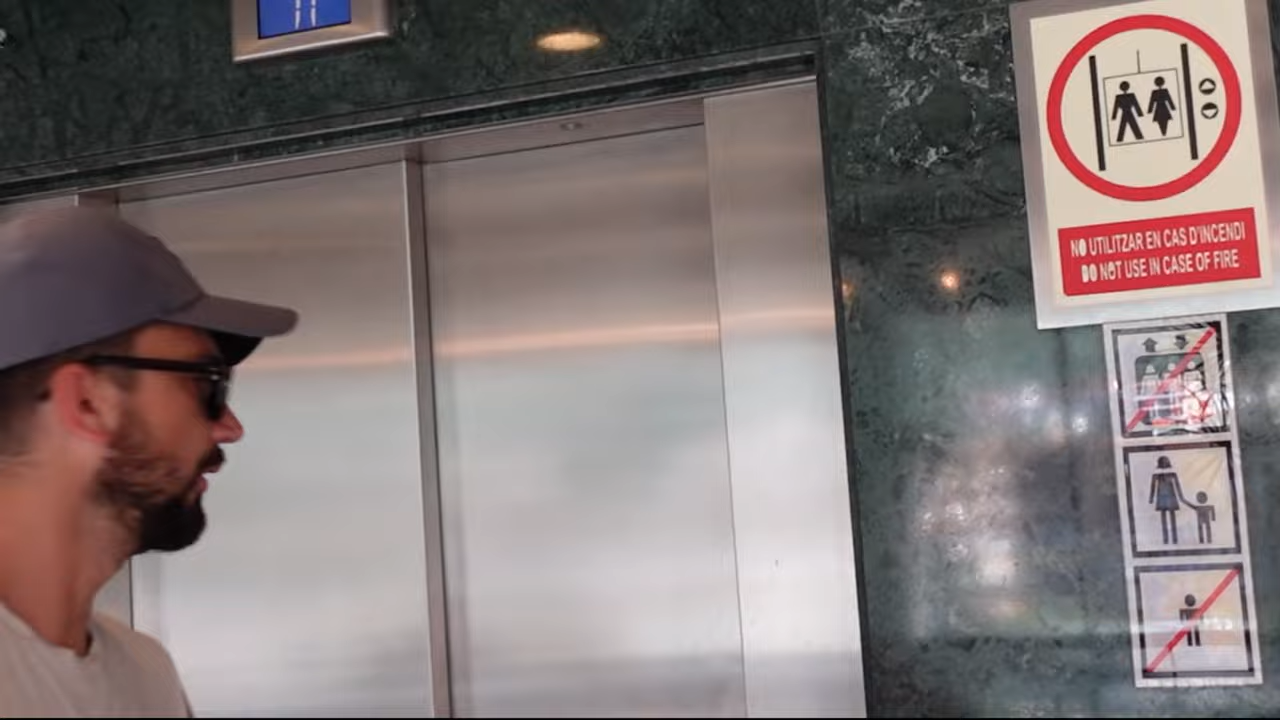 NO UTILITZAR EN CAS D'INCENDI
DO NOT USE IN CASE OF FIRE